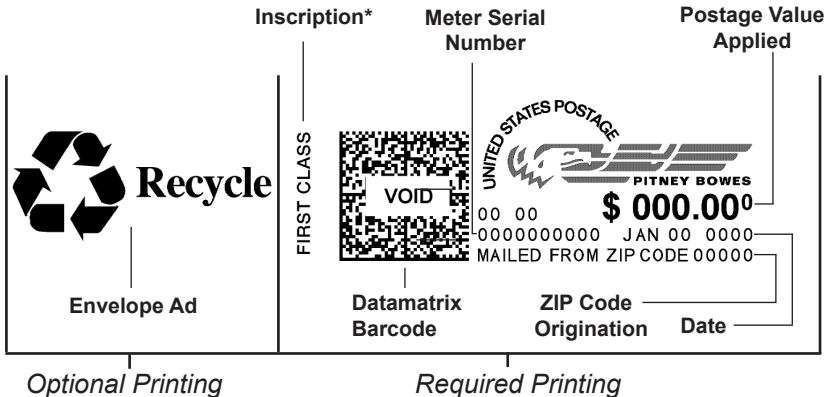 Inscription*
Meter Serial
Number
Postage Value
Applied
Recycle
FIRST CLASS
VOID
UNITED STATES POSTAGE
PITNEY BOWES
00 00
$ 000.00⁰
0000000000 JAN 00 0000
MAILED FROM ZIP CODE 00000
Envelope Ad
Datamatrix
Barcode
ZIP Code
Origination
Date
Optional Printing
Required Printing